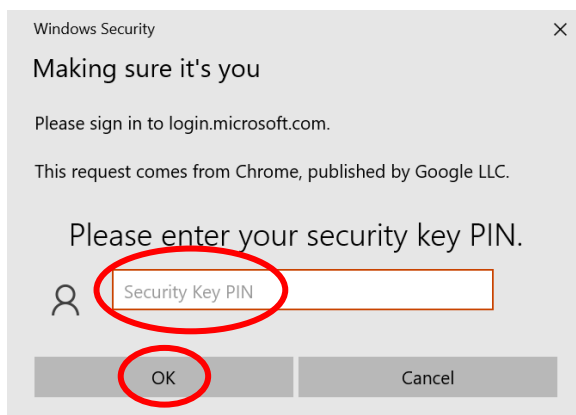 Windows Security
Making sure it's you
Please sign in to login.microsoft.com.
This request comes from Chrome, published by Google LLC.
Please enter your security key PIN.
Security Key PIN
OK
Cancel